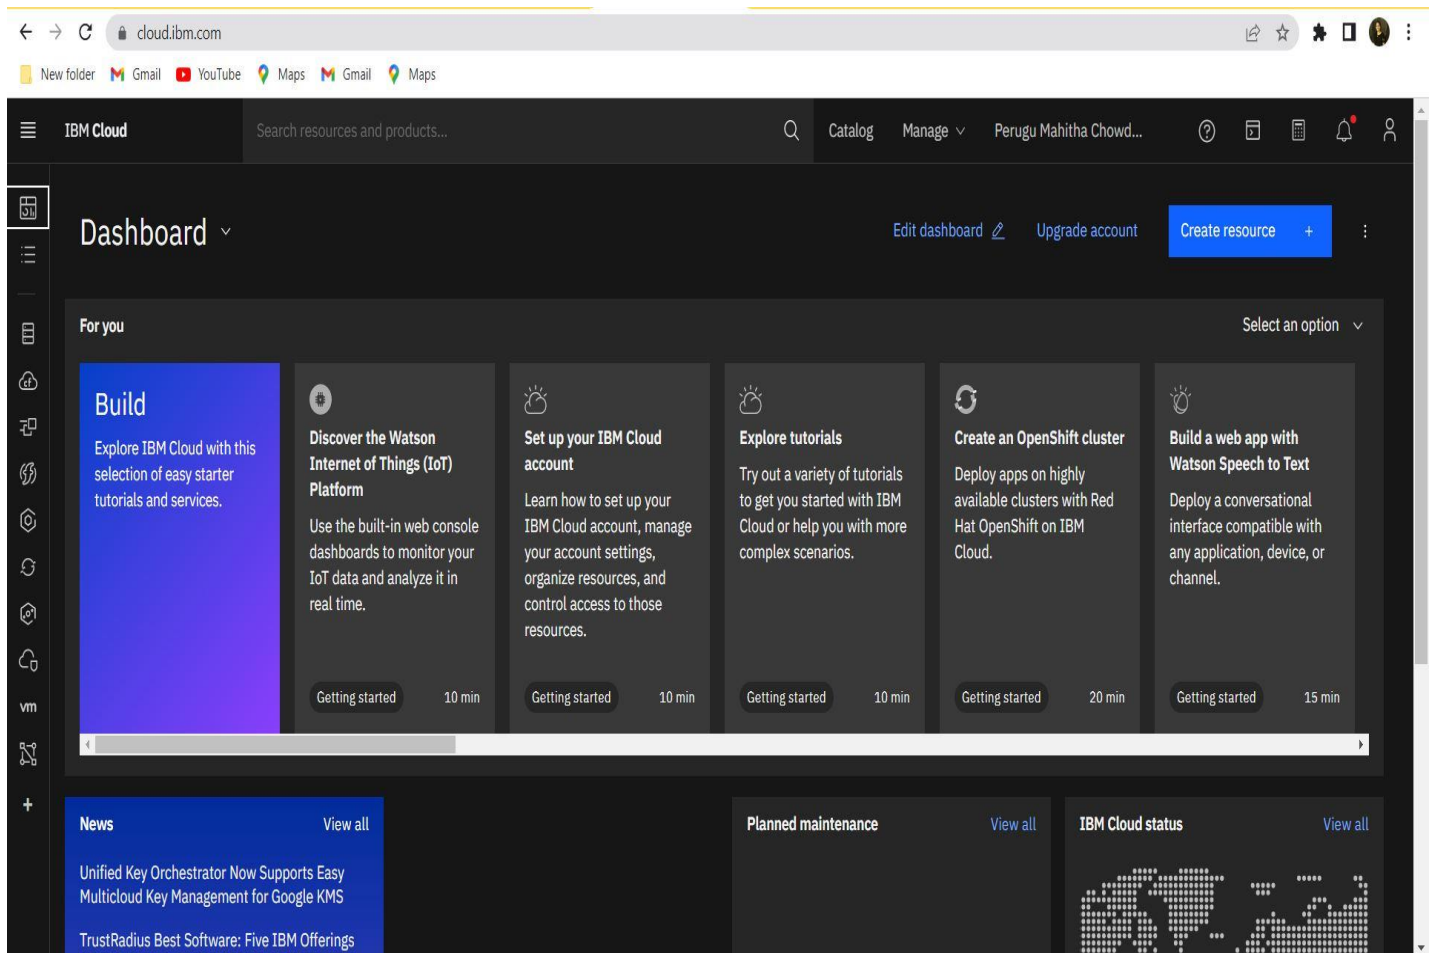 cloud.ibm.com
New folder Gmail YouTube Maps Gmail Maps
IBM Cloud Search resources and products... Catalog Manage Perugu Mahitha Chowd...
Dashboard Edit dashboard Upgrade account Create resource +
For you Select an option
Build
Explore IBM Cloud with this
selection of easy starter
tutorials and services.
Discover the Watson
Internet of Things (IoT)
Platform
Use the built-in web console
dashboards to monitor your
IoT data and analyze it in
real time.
Getting started 10 min
Set up your IBM Cloud
account
Learn how to set up your
IBM Cloud account, manage
your account settings,
organize resources, and
control access to those
resources.
Getting started 10 min
Explore tutorials
Try out a variety of tutorials
to get you started with IBM
Cloud or help you with more
complex scenarios.
Getting started 10 min
Create an OpenShift cluster
Deploy apps on highly
available clusters with Red
Hat OpenShift on IBM
Cloud.
Getting started 20 min
Build a web app with
Watson Speech to Text
Deploy a conversational
interface compatible with
any application, device, or
channel.
Getting started 15 min
cf
vm
News View all
Unified Key Orchestrator Now Supports Easy
Multicloud Key Management for Google KMS
TrustRadius Best Software: Five IBM Offerings
Planned maintenance View all
IBM Cloud status View all